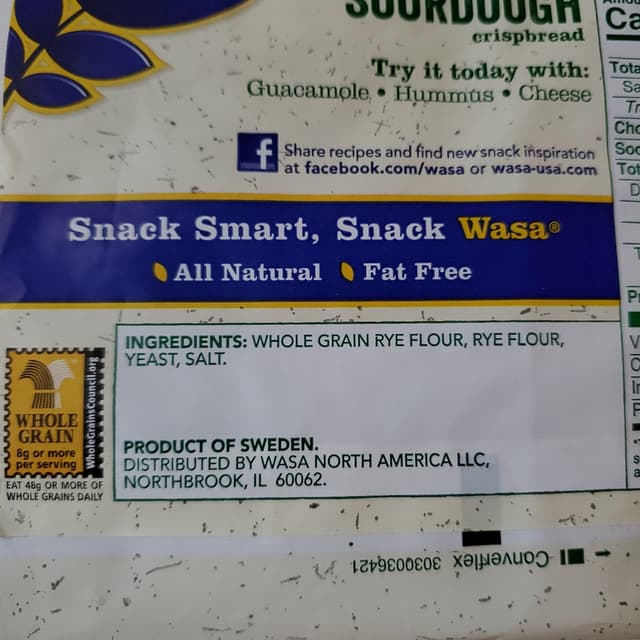 SOURDOUGH
crispbread
Try it today with:
Guacamole • Hummus • Cheese
f Share recipes and find new snack inspiration
at facebook.com/wasa or wasa-usa.com
Snack Smart, Snack Wasa®
All Natural Fat Free
INGREDIENTS: WHOLE GRAIN RYE FLOUR, RYE FLOUR,
YEAST, SALT.
PRODUCT OF SWEDEN.
DISTRIBUTED BY WASA NORTH AMERICA LLC,
NORTHBROOK, IL 60062.
WHOLE
GRAIN
8g or more
per serving
WholeGrainsCouncil.org
EAT 48g OR MORE OF
WHOLE GRAINS DAILY
Converflex 3030036421